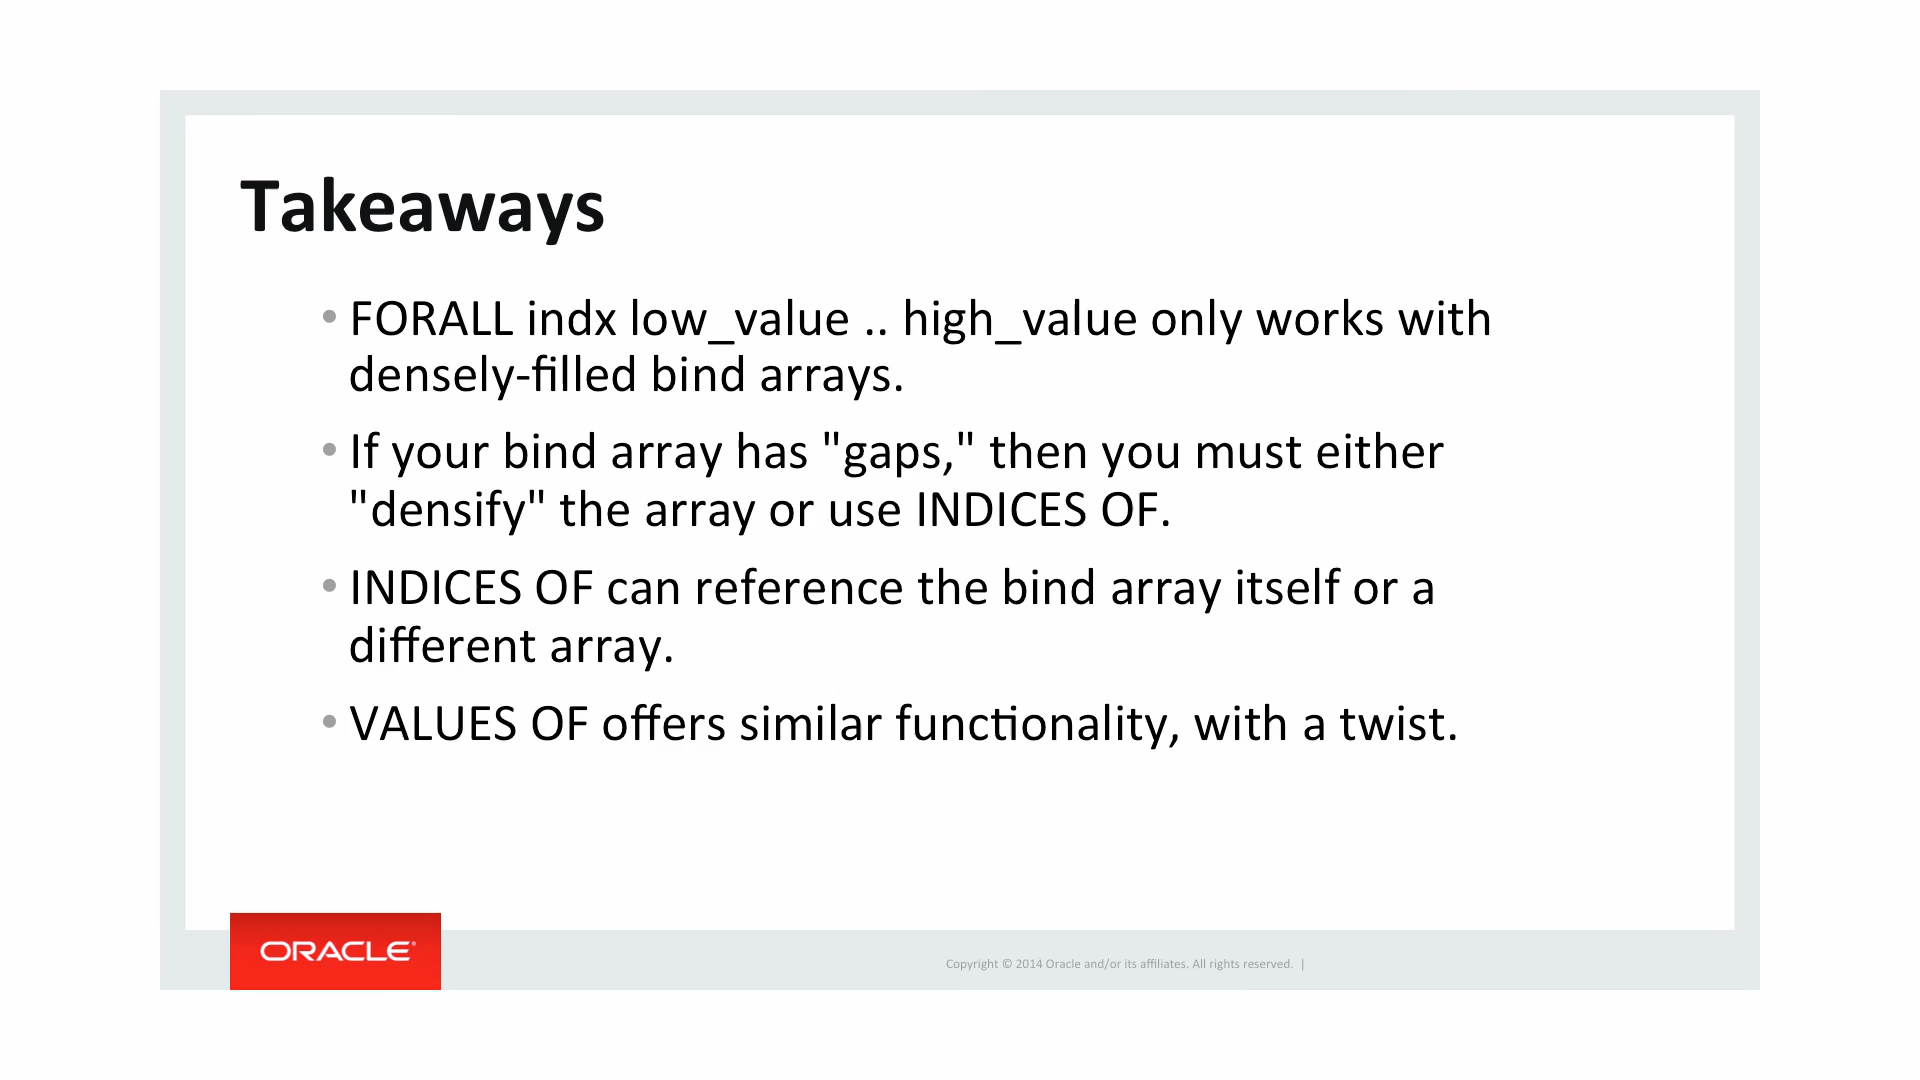 Takeaways
• FORALL indx low_value .. high_value only works with
densely-filled bind arrays.
• If your bind array has "gaps," then you must either
"densify" the array or use INDICES OF.
• INDICES OF can reference the bind array itself or a
different array.
• VALUES OF offers similar functionality, with a twist.
ORACLE®
Copyright © 2014 Oracle and/or its affiliates. All rights reserved. |